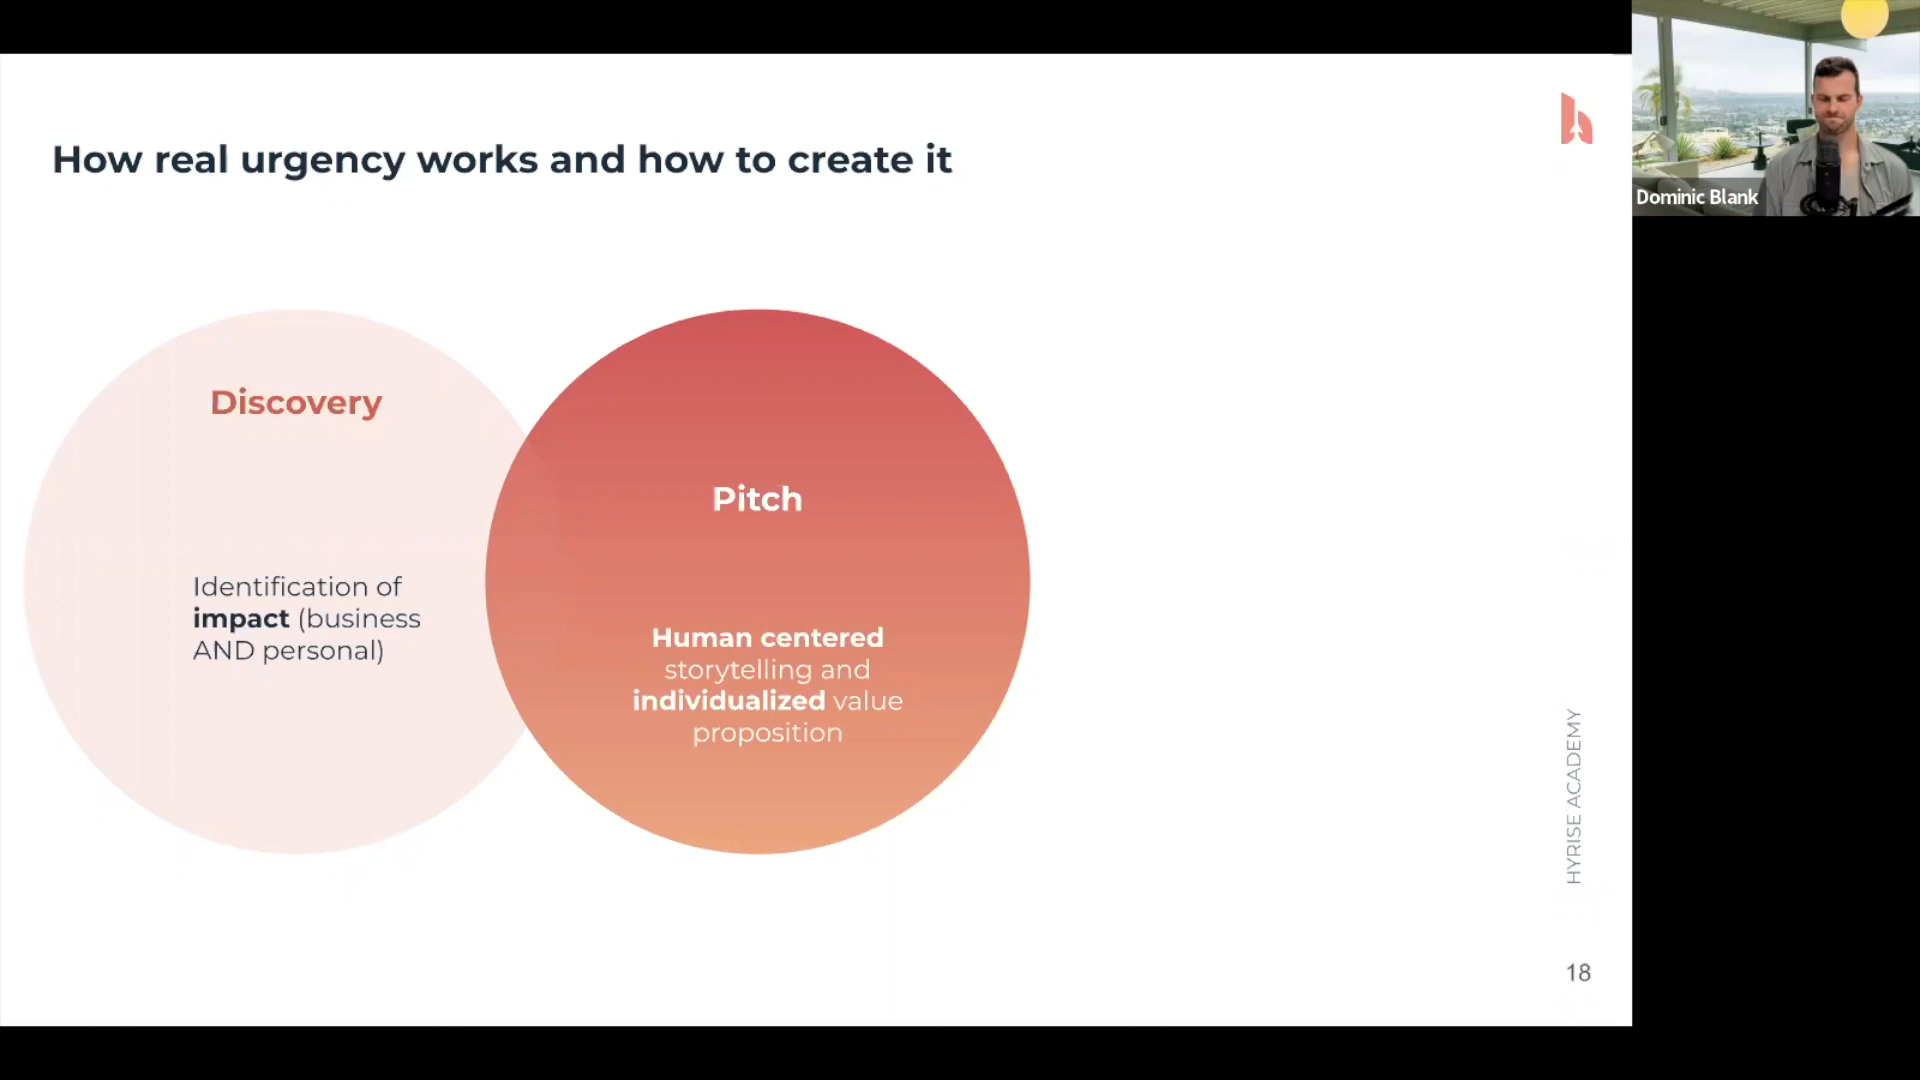 How real urgency works and how to create it
Discovery
Identification of
impact (business
AND personal)
Pitch
Human centered
storytelling and
individualized value
proposition
HYRISE ACADEMY
18
Dominic Blank